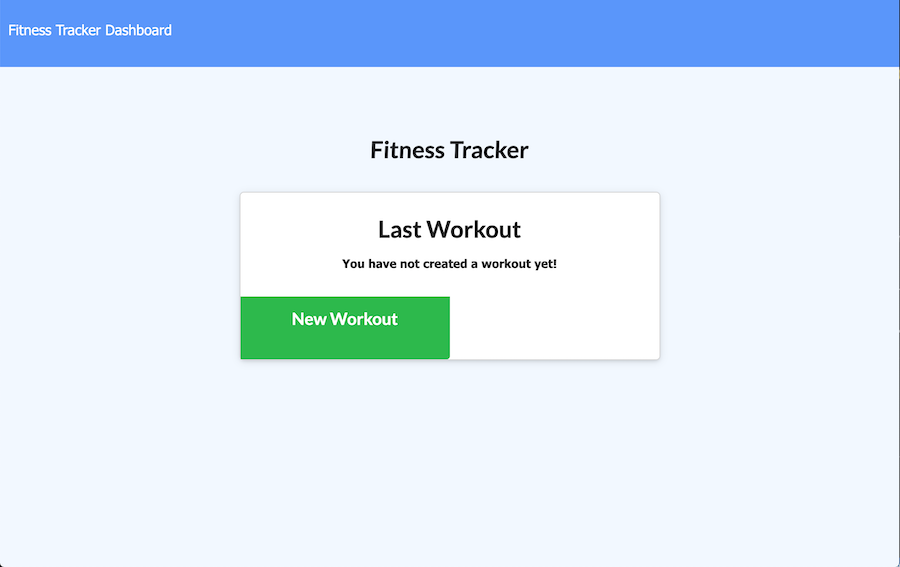 Fitness Tracker Dashboard
Fitness Tracker
Last Workout
You have not created a workout yet!
New Workout